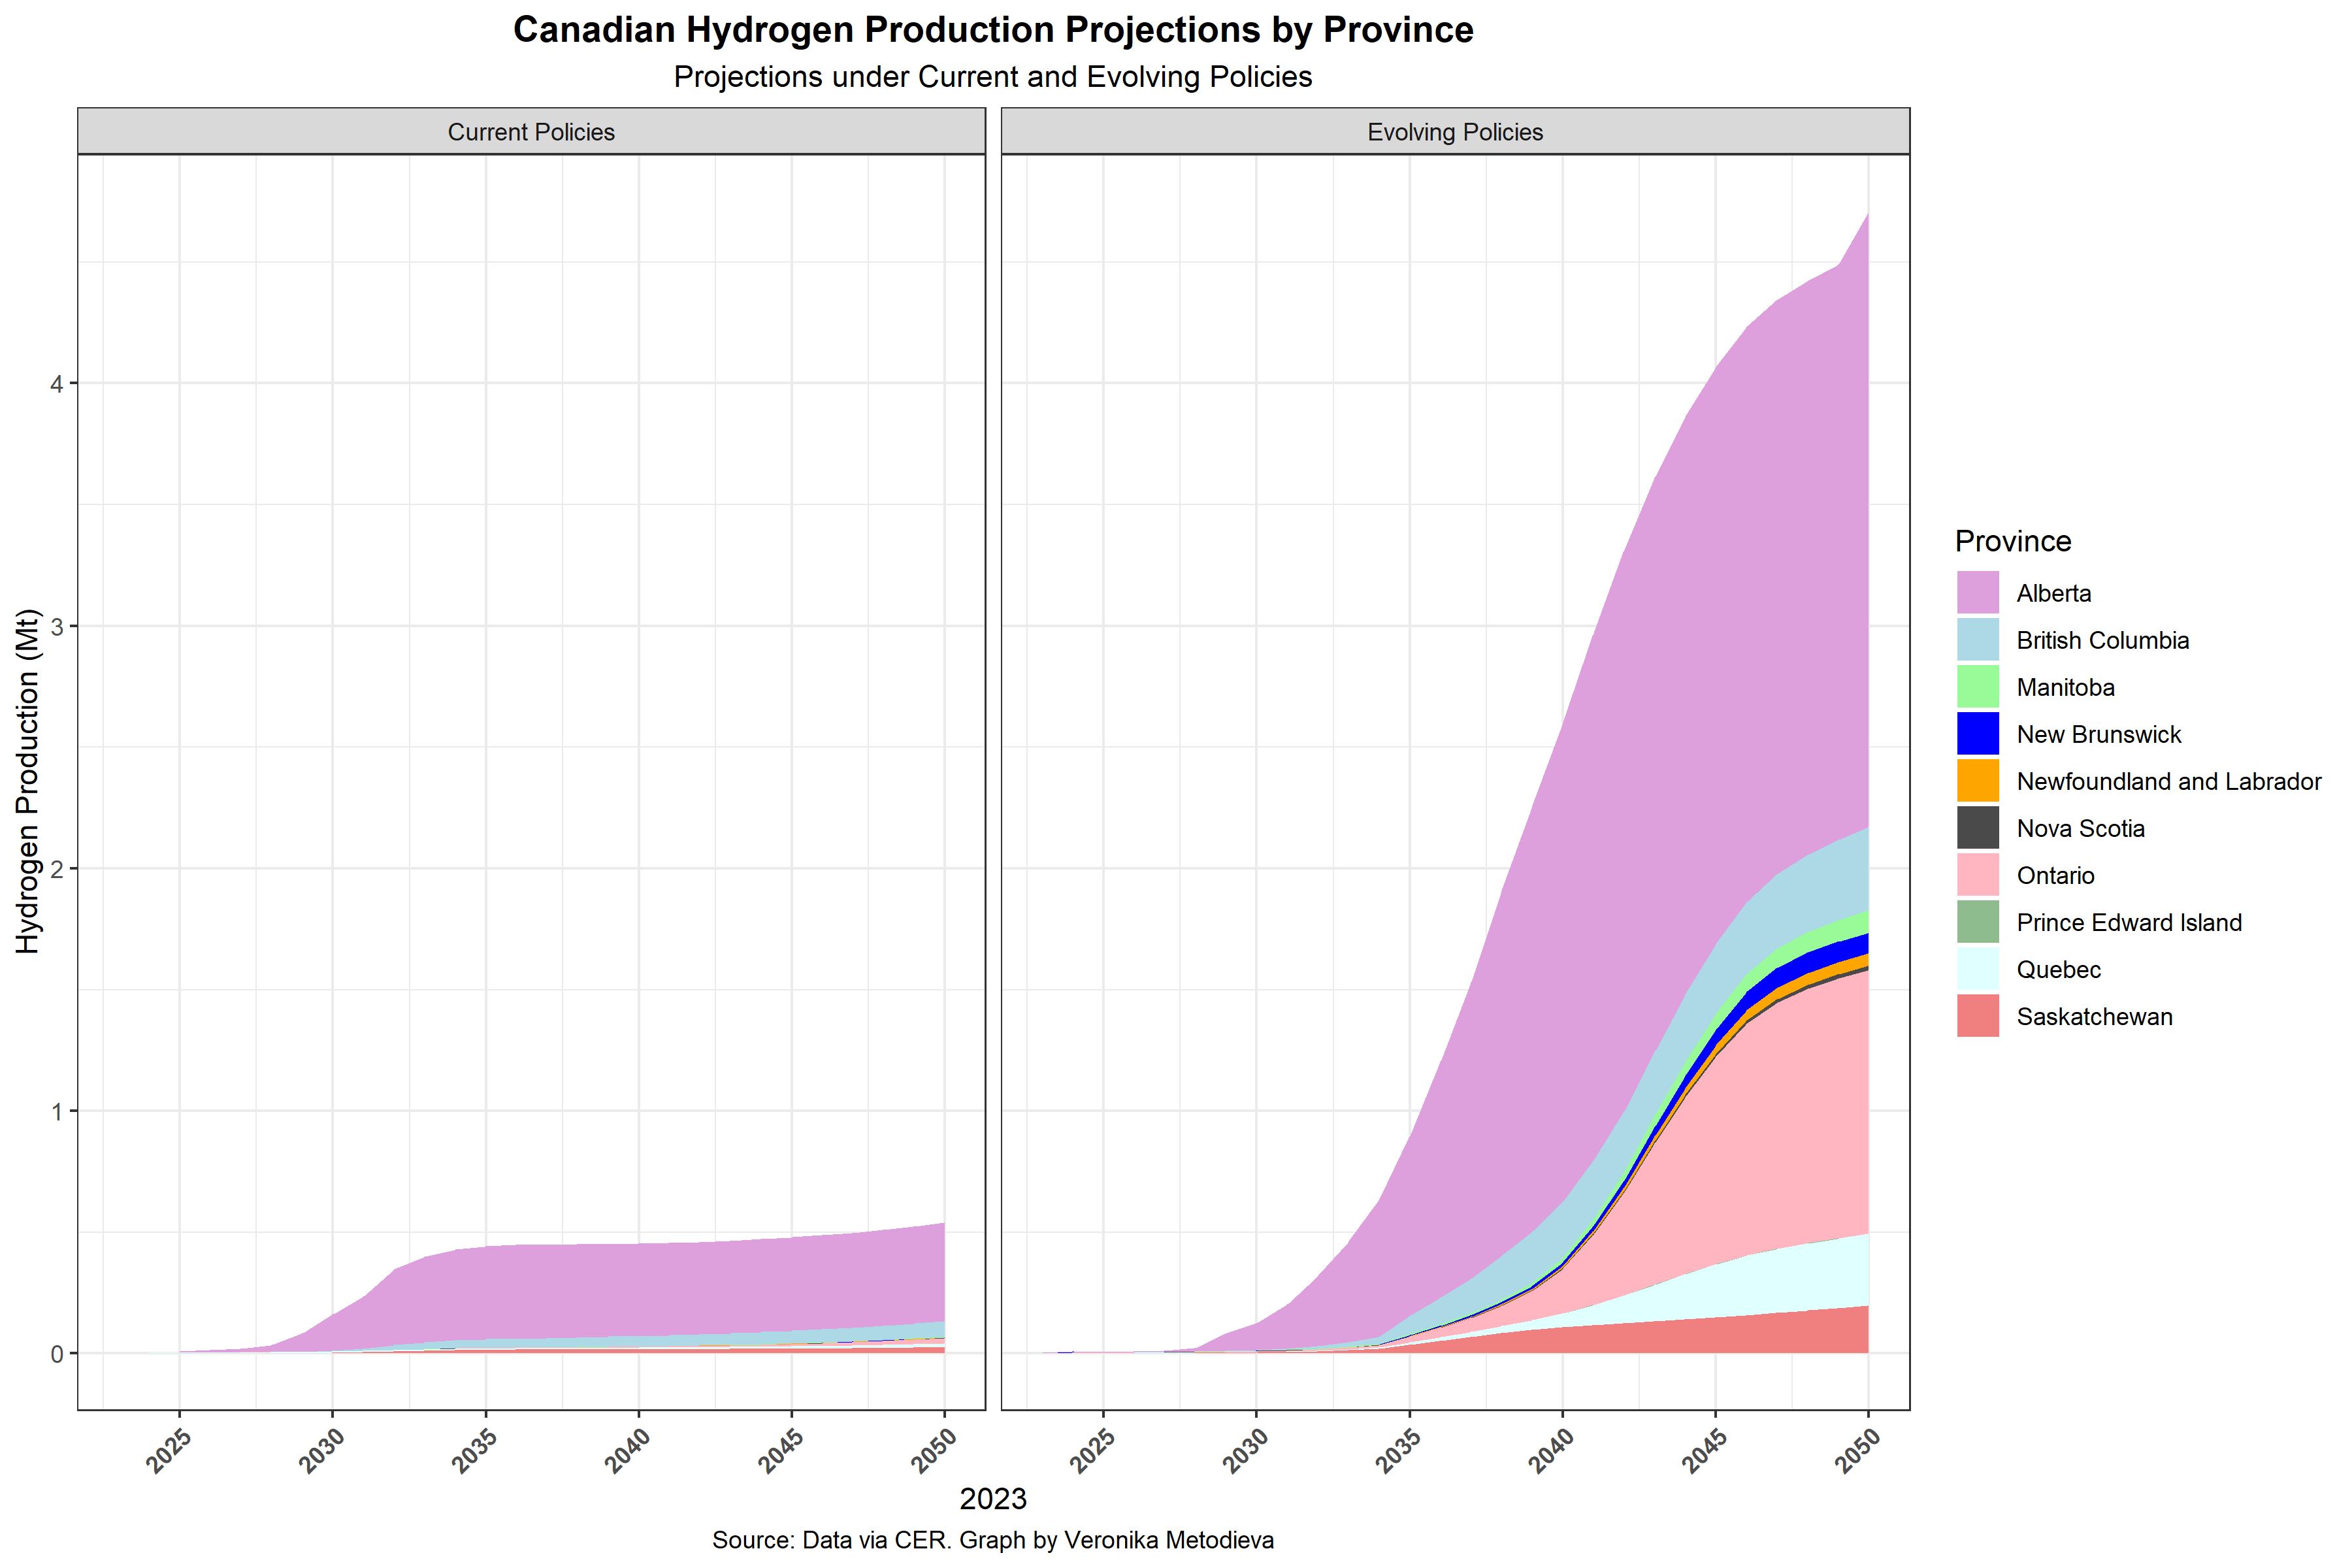 Canadian Hydrogen Production Projections by Province
Projections under Current and Evolving Policies
Current Policies
Evolving Policies
Hydrogen Production (Mt)
4
3
2
1
0
2025
2030
2035
2040
2045
2050
2025
2030
2035
2040
2045
2050
2023
Province
Alberta
British Columbia
Manitoba
New Brunswick
Newfoundland and Labrador
Nova Scotia
Ontario
Prince Edward Island
Quebec
Saskatchewan
Source: Data via CER. Graph by Veronika Metodieva